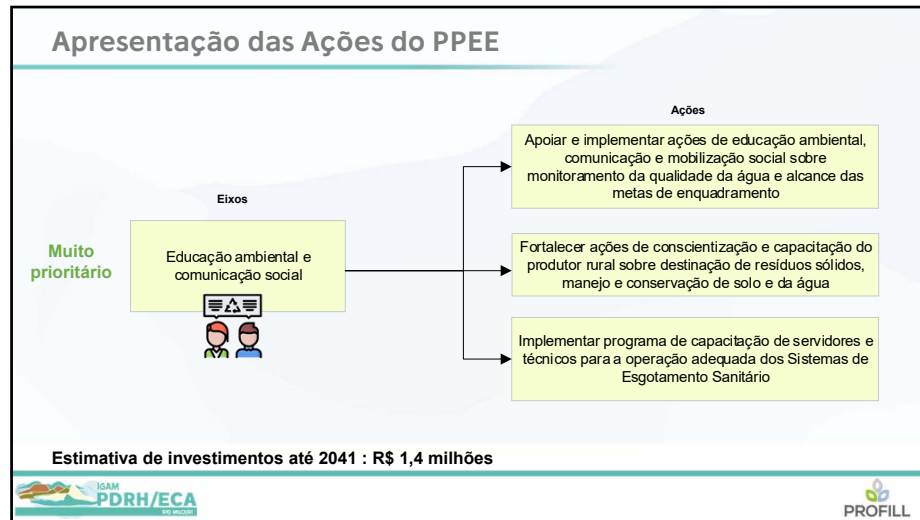 Apresentação das Ações do PPEE
Ações
Apoiar e implementar ações de educação ambiental,
comunicação e mobilização social sobre
monitoramento da qualidade da água e alcance das
metas de enquadramento
Eixos
Muito
prioritário
Educação ambiental e
comunicação social
Fortalecer ações de conscientização e capacitação do
produtor rural sobre destinação de resíduos sólidos,
manejo e conservação de solo e da água
Implementar programa de capacitação de servidores e
técnicos para a operação adequada dos Sistemas de
Esgotamento Sanitário
Estimativa de investimentos até 2041 : R$ 1,4 milhões
IGAM
PDRH/ECA
RIO MUCURI
PROFILL